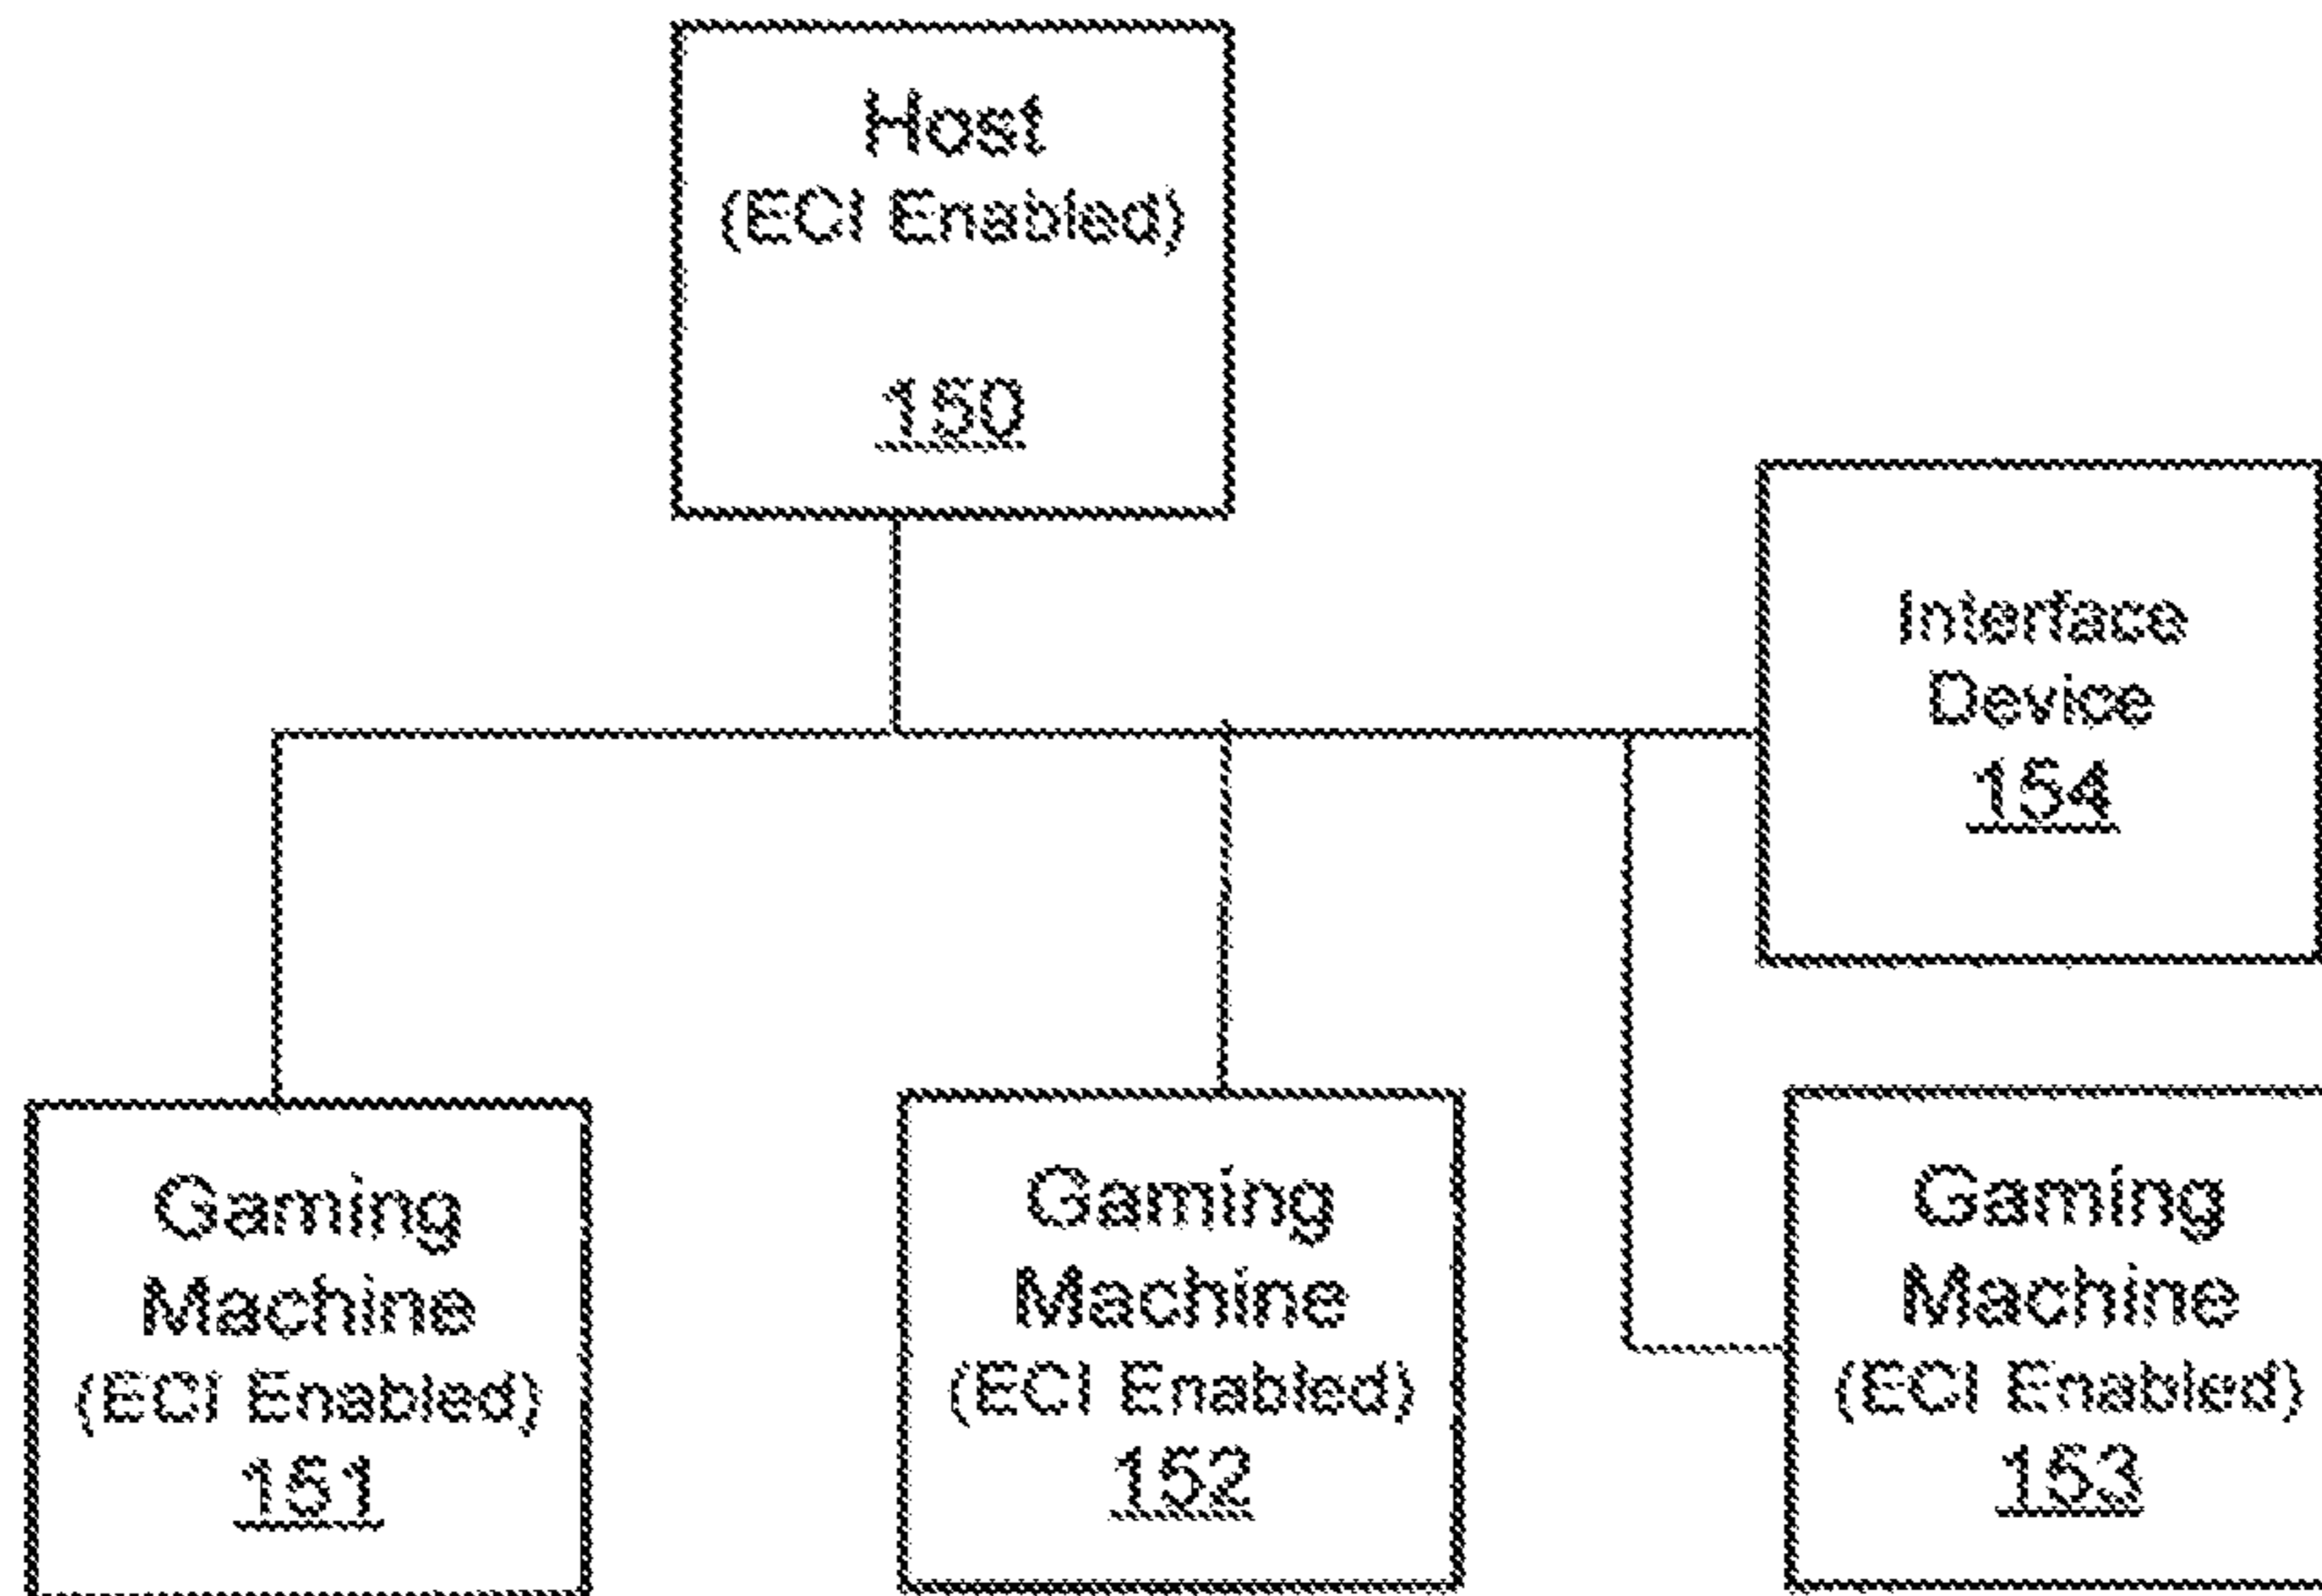 Host
(ECI Enabled)
150
Interface
Device
154
Gaming
Machine
(ECI Enabled)
151
Gaming
Machine
(ECI Enabled)
152
Gaming
Machine
(ECI Enabled)
153